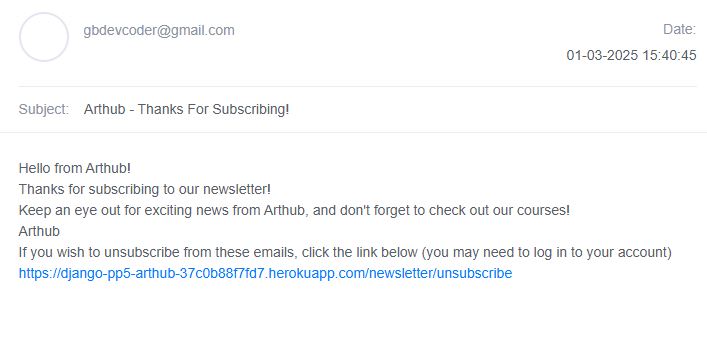 gbdevcoder@gmail.com
Date:
01-03-2025 15:40:45
Subject: Arthub - Thanks For Subscribing!
Hello from Arthub!
Thanks for subscribing to our newsletter!
Keep an eye out for exciting news from Arthub, and don't forget to check out our courses!
Arthub
If you wish to unsubscribe from these emails, click the link below (you may need to log in to your account)
https://django-pp5-arthub-37c0b88f7fd7.herokuapp.com/newsletter/unsubscribe